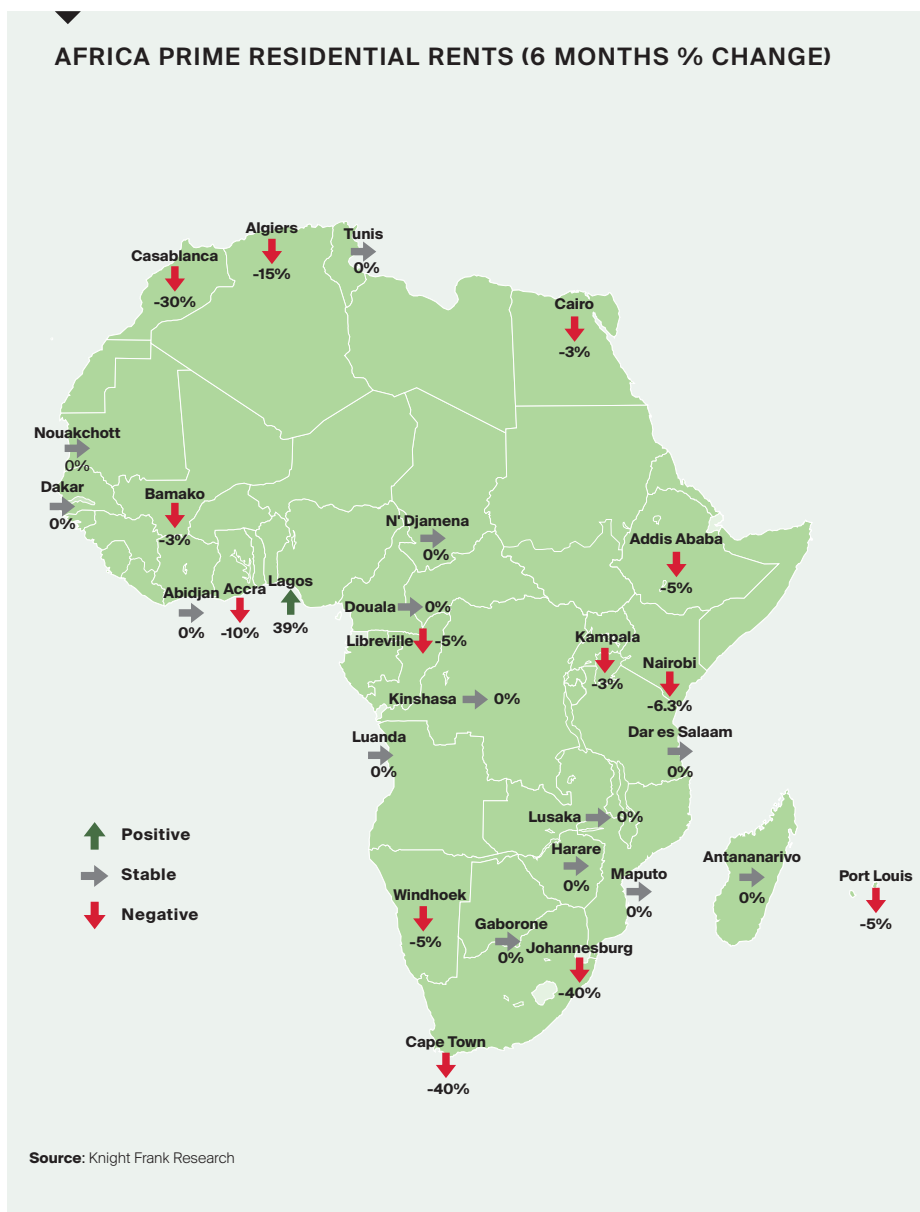 AFRICA PRIME RESIDENTIAL RENTS (6 MONTHS % CHANGE)
Algiers
-15%
Tunis
0%
Casablanca
-30%
Cairo
-3%
Nouakchott
0%
Dakar
0%
Bamako
-3%
N' Djamena
0%
Addis Ababa
-5%
Abidjan
0%
Accra
-10%
Lagos
39%
Douala
0%
Libreville
-5%
Kampala
-3%
Nairobi
-6.3%
Kinshasa
0%
Luanda
0%
Dar es Salaam
0%
Lusaka
0%
Positive
Stable
Negative
Harare
0%
Maputo
0%
Antananarivo
0%
Port Louis
-5%
Windhoek
-5%
Gaborone
0%
Johannesburg
-40%
Cape Town
-40%
Source: Knight Frank Research